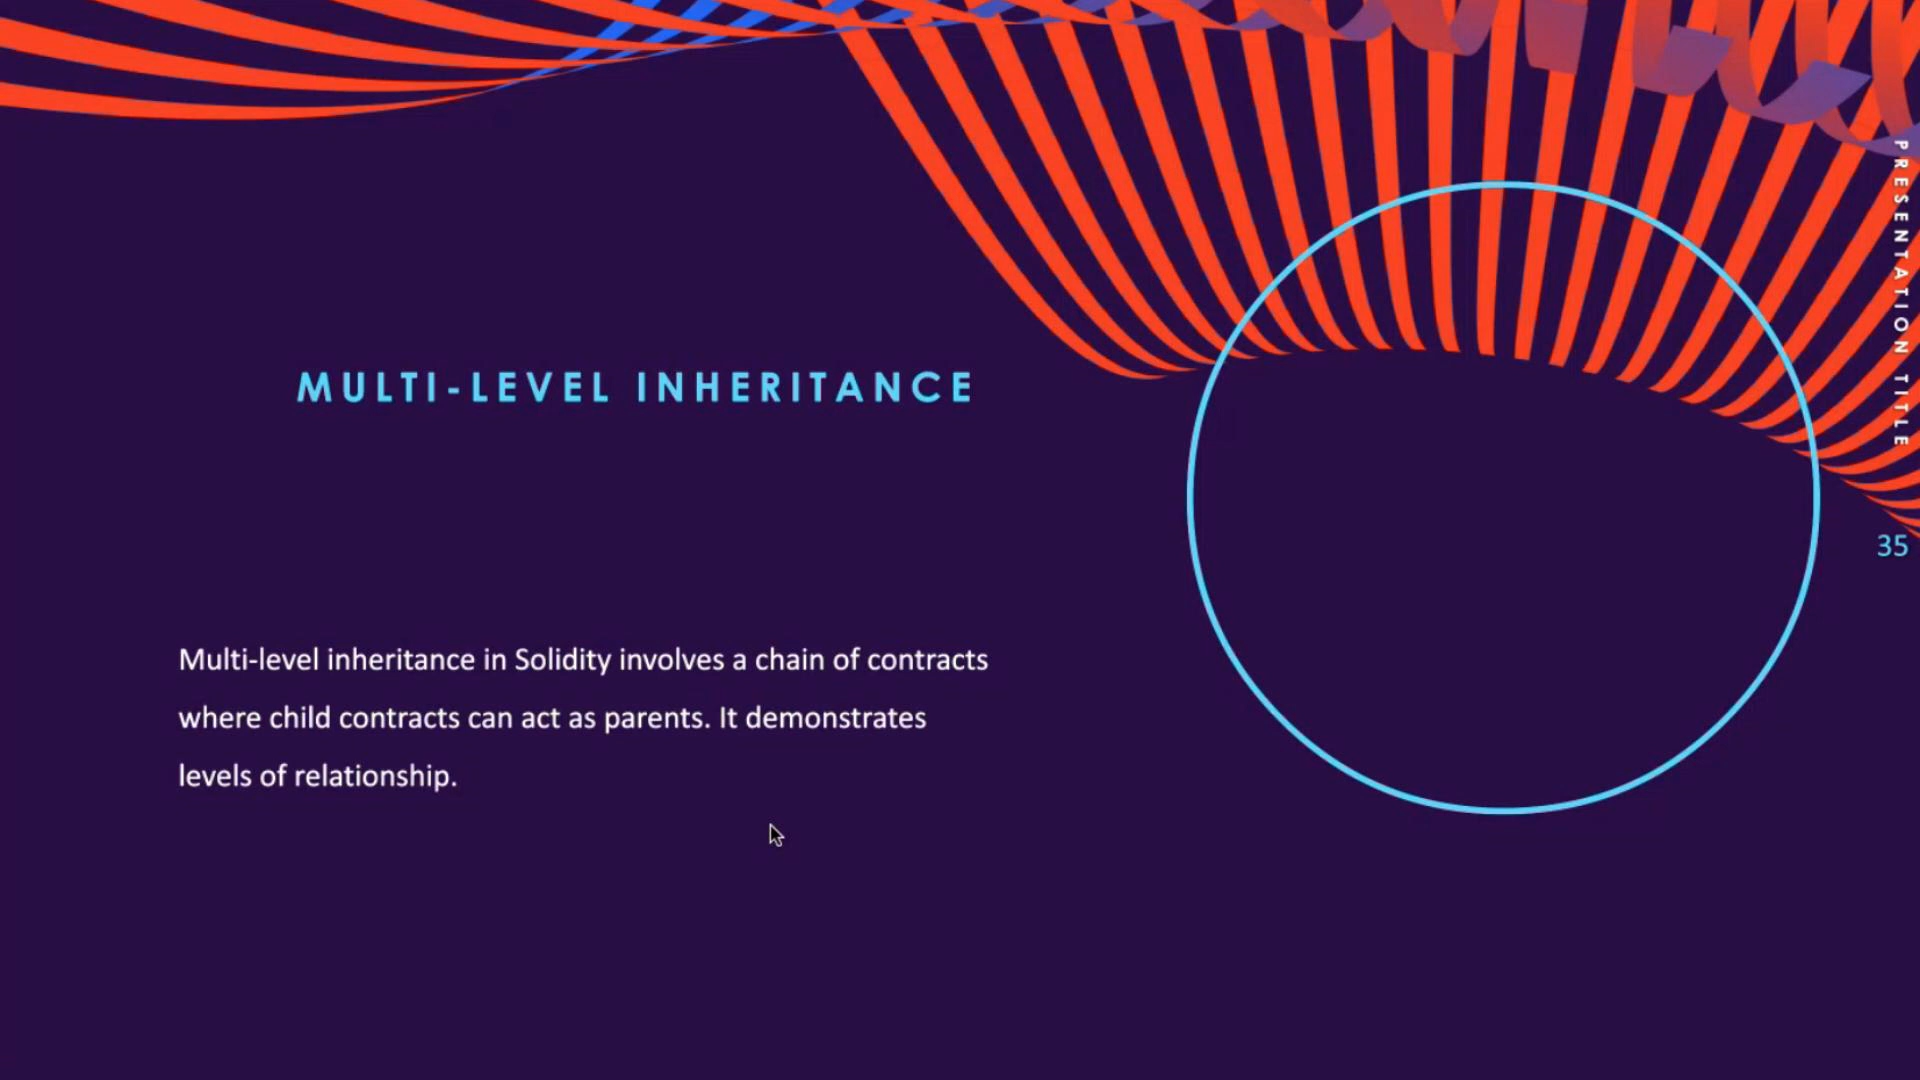 PRESENTATION TITLE
MULTI-LEVEL INHERITANCE
35
Multi-level inheritance in Solidity involves a chain of contracts
where child contracts can act as parents. It demonstrates
levels of relationship.